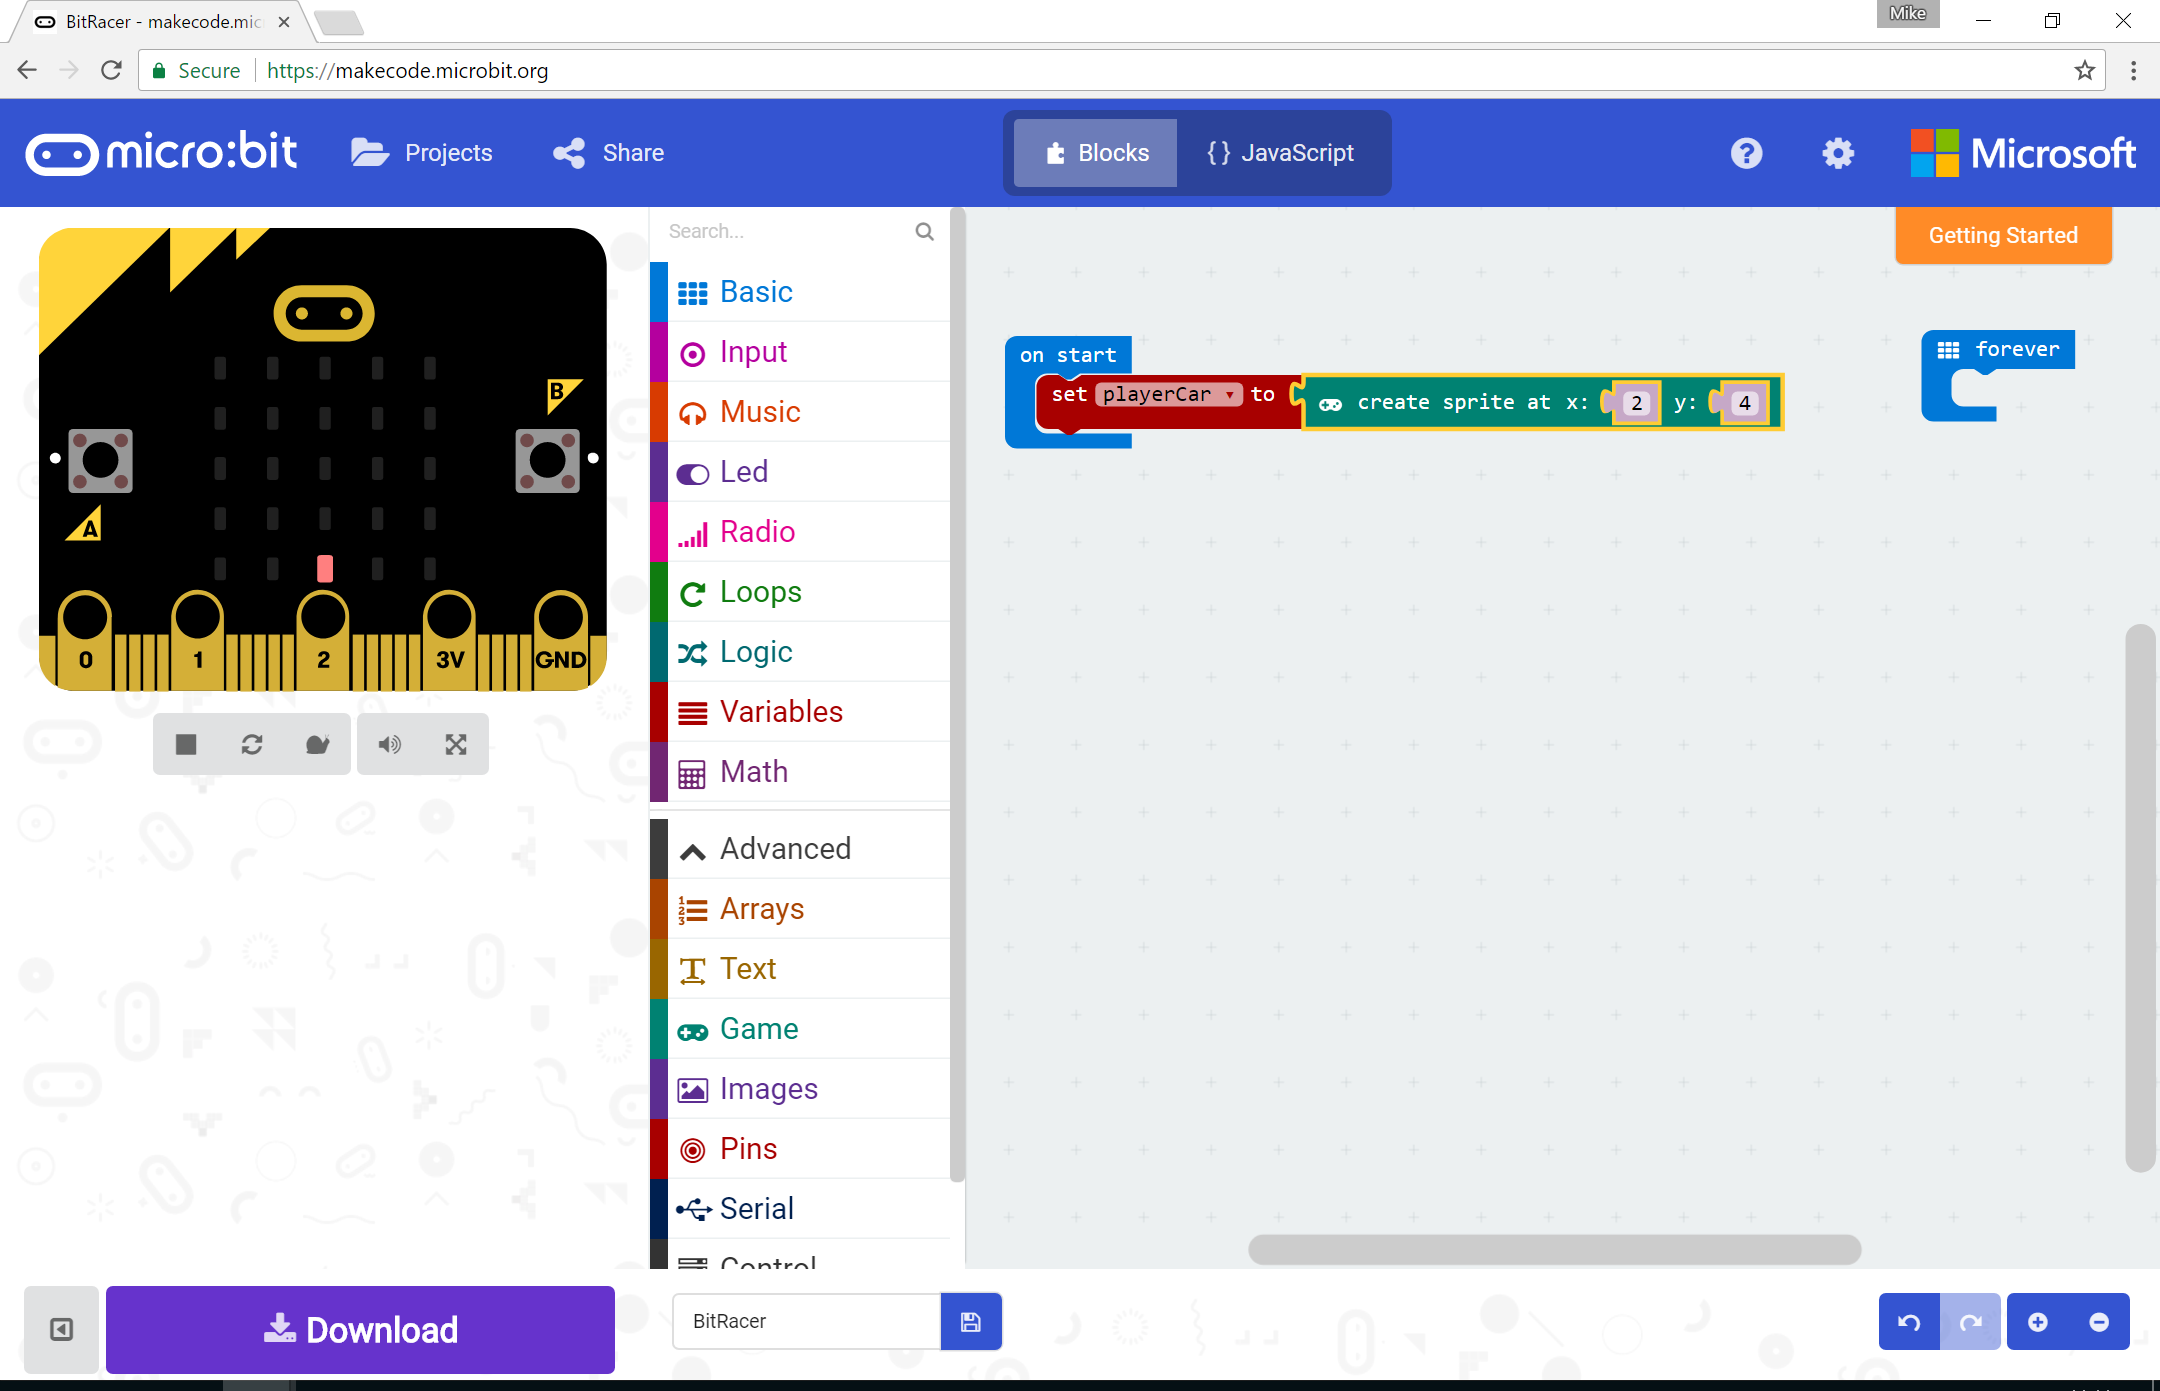 BitRacer - makecode.mic
Mike
Secure https://makecode.microbit.org
micro:bit Projects Share Blocks {} JavaScript ? Microsoft
Search...
Getting Started
Basic
Input
Music
Led
Radio
Loops
Logic
Variables
Math
Advanced
Arrays
Text
Game
Images
Pins
Serial
Control
B
A
0 1 2 3V GND
on start
set playerCar to create sprite at x: 2 y: 4
forever
Download
BitRacer